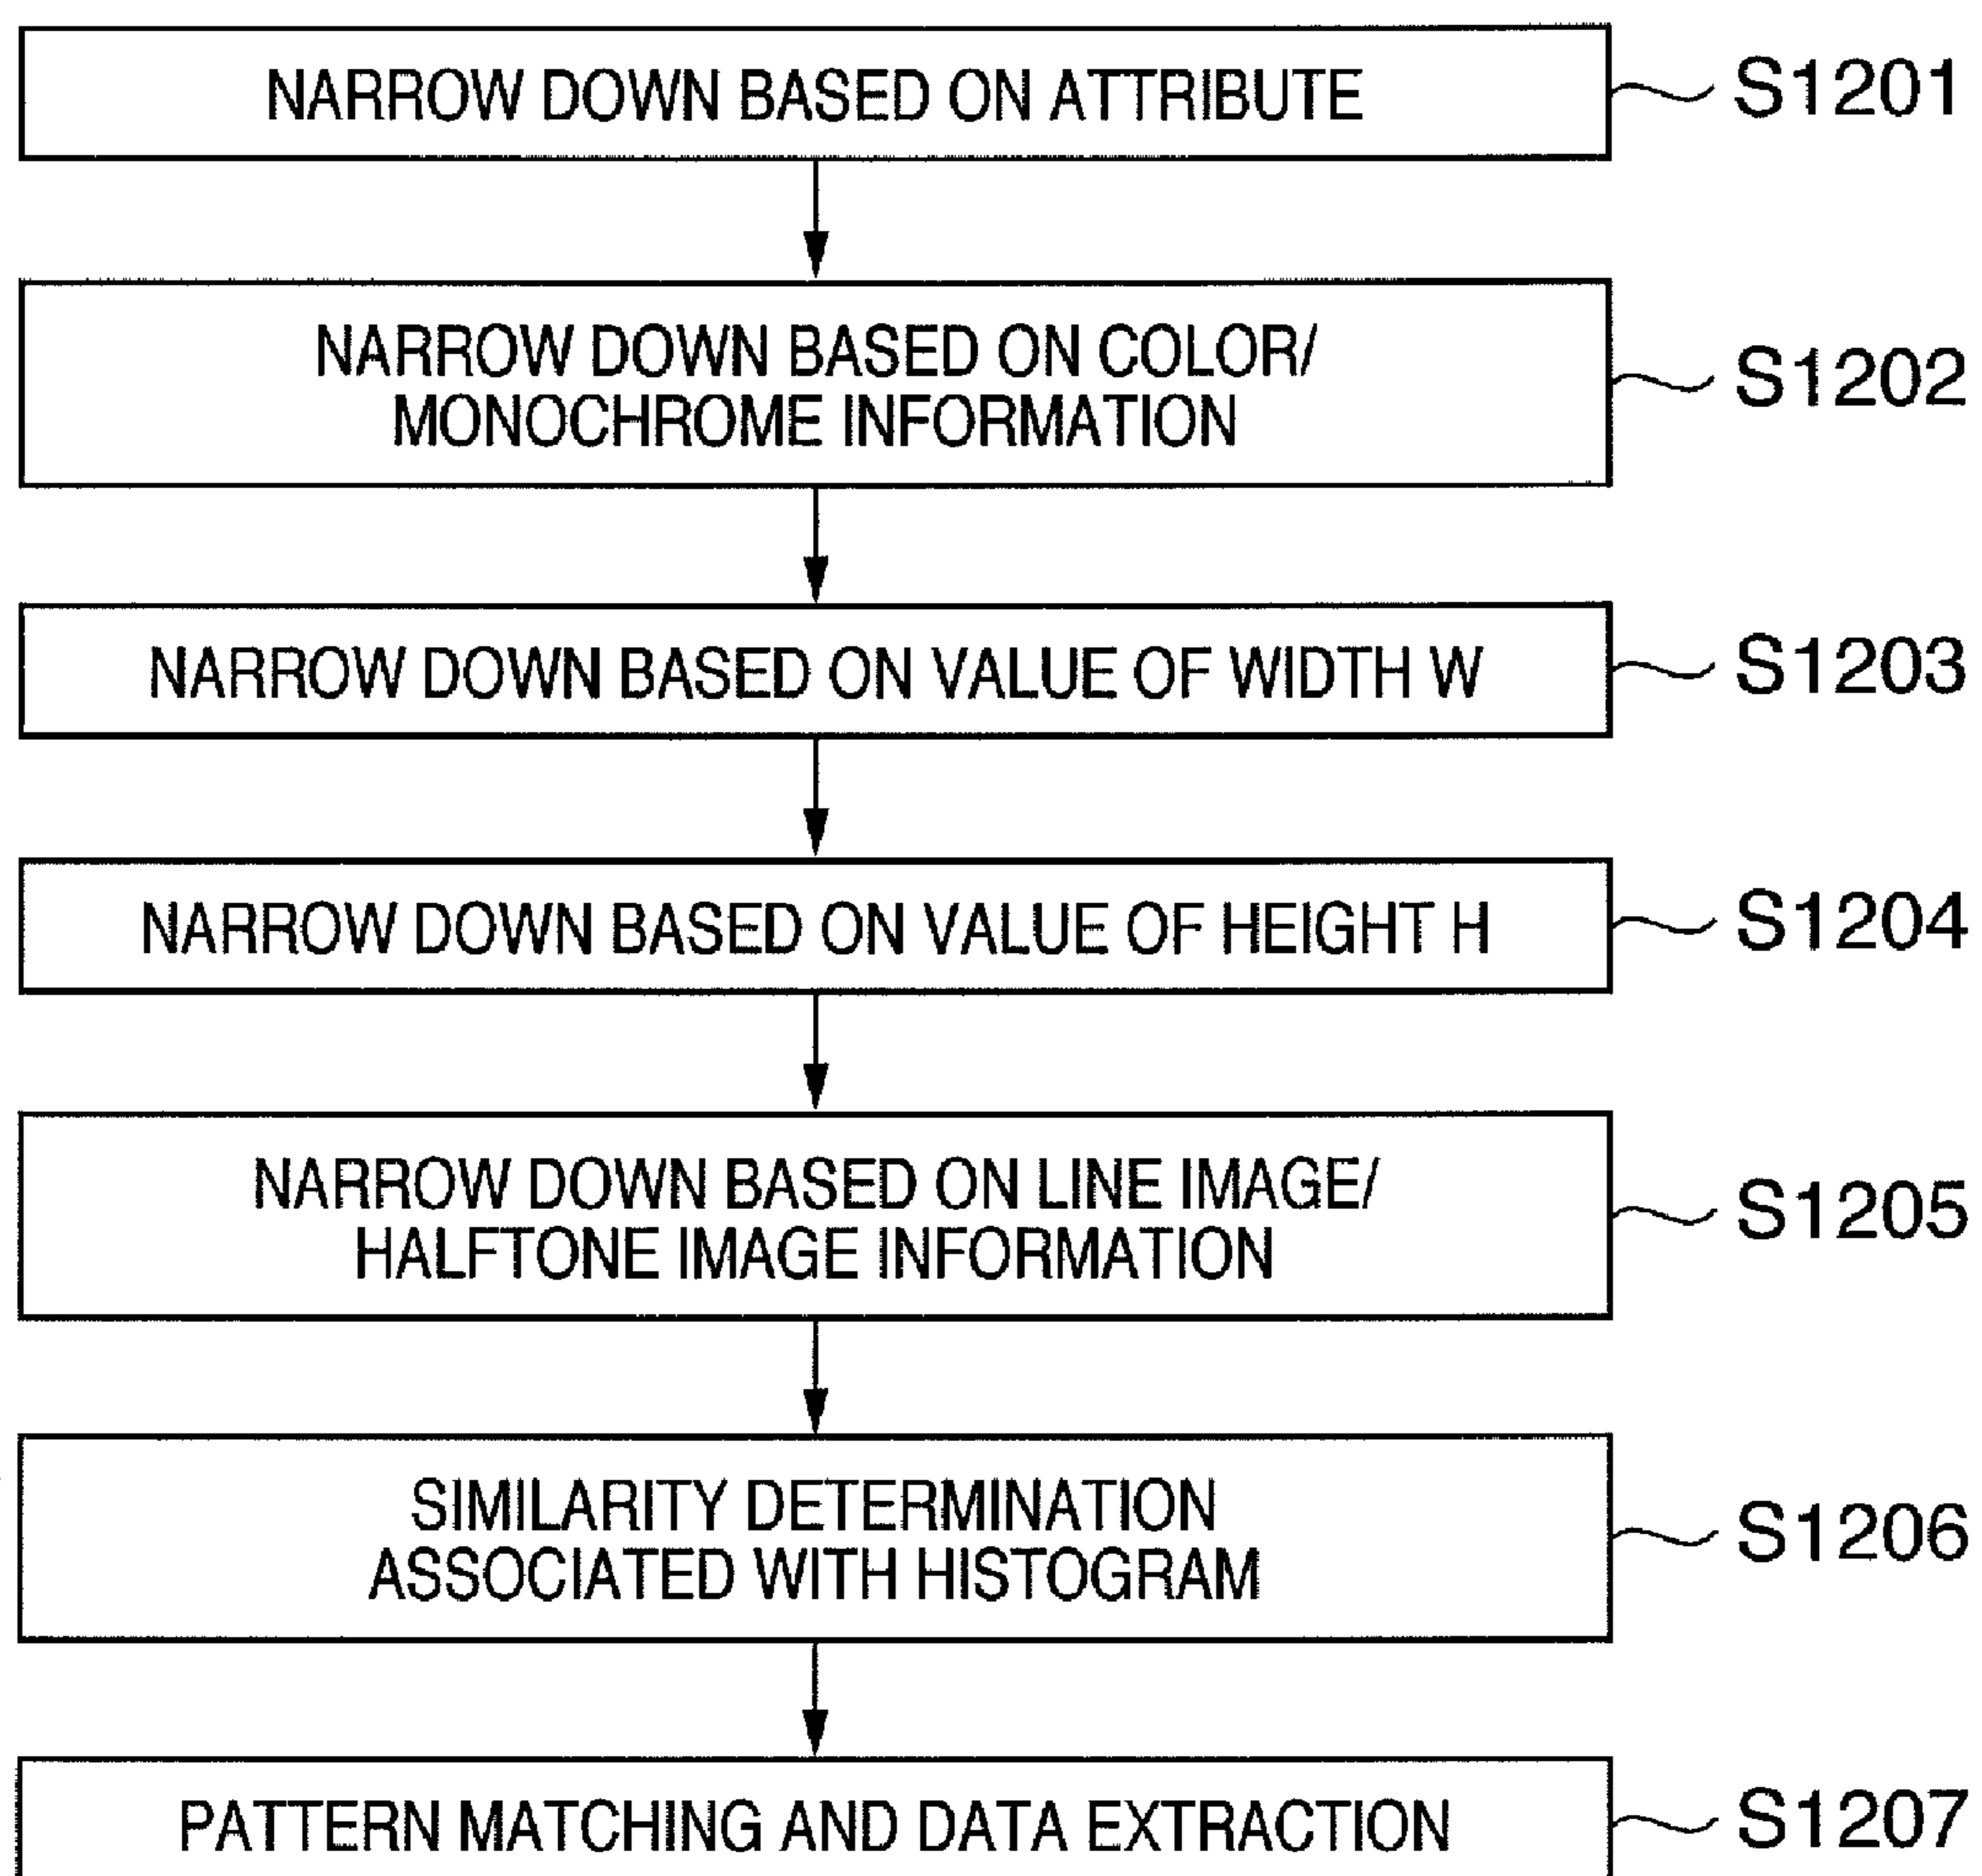 NARROW DOWN BASED ON ATTRIBUTE
S1201
NARROW DOWN BASED ON COLOR/
MONOCHROME INFORMATION
S1202
NARROW DOWN BASED ON VALUE OF WIDTH W
S1203
NARROW DOWN BASED ON VALUE OF HEIGHT H
S1204
NARROW DOWN BASED ON LINE IMAGE/
HALFTONE IMAGE INFORMATION
S1205
SIMILARITY DETERMINATION
ASSOCIATED WITH HISTOGRAM
S1206
PATTERN MATCHING AND DATA EXTRACTION
S1207